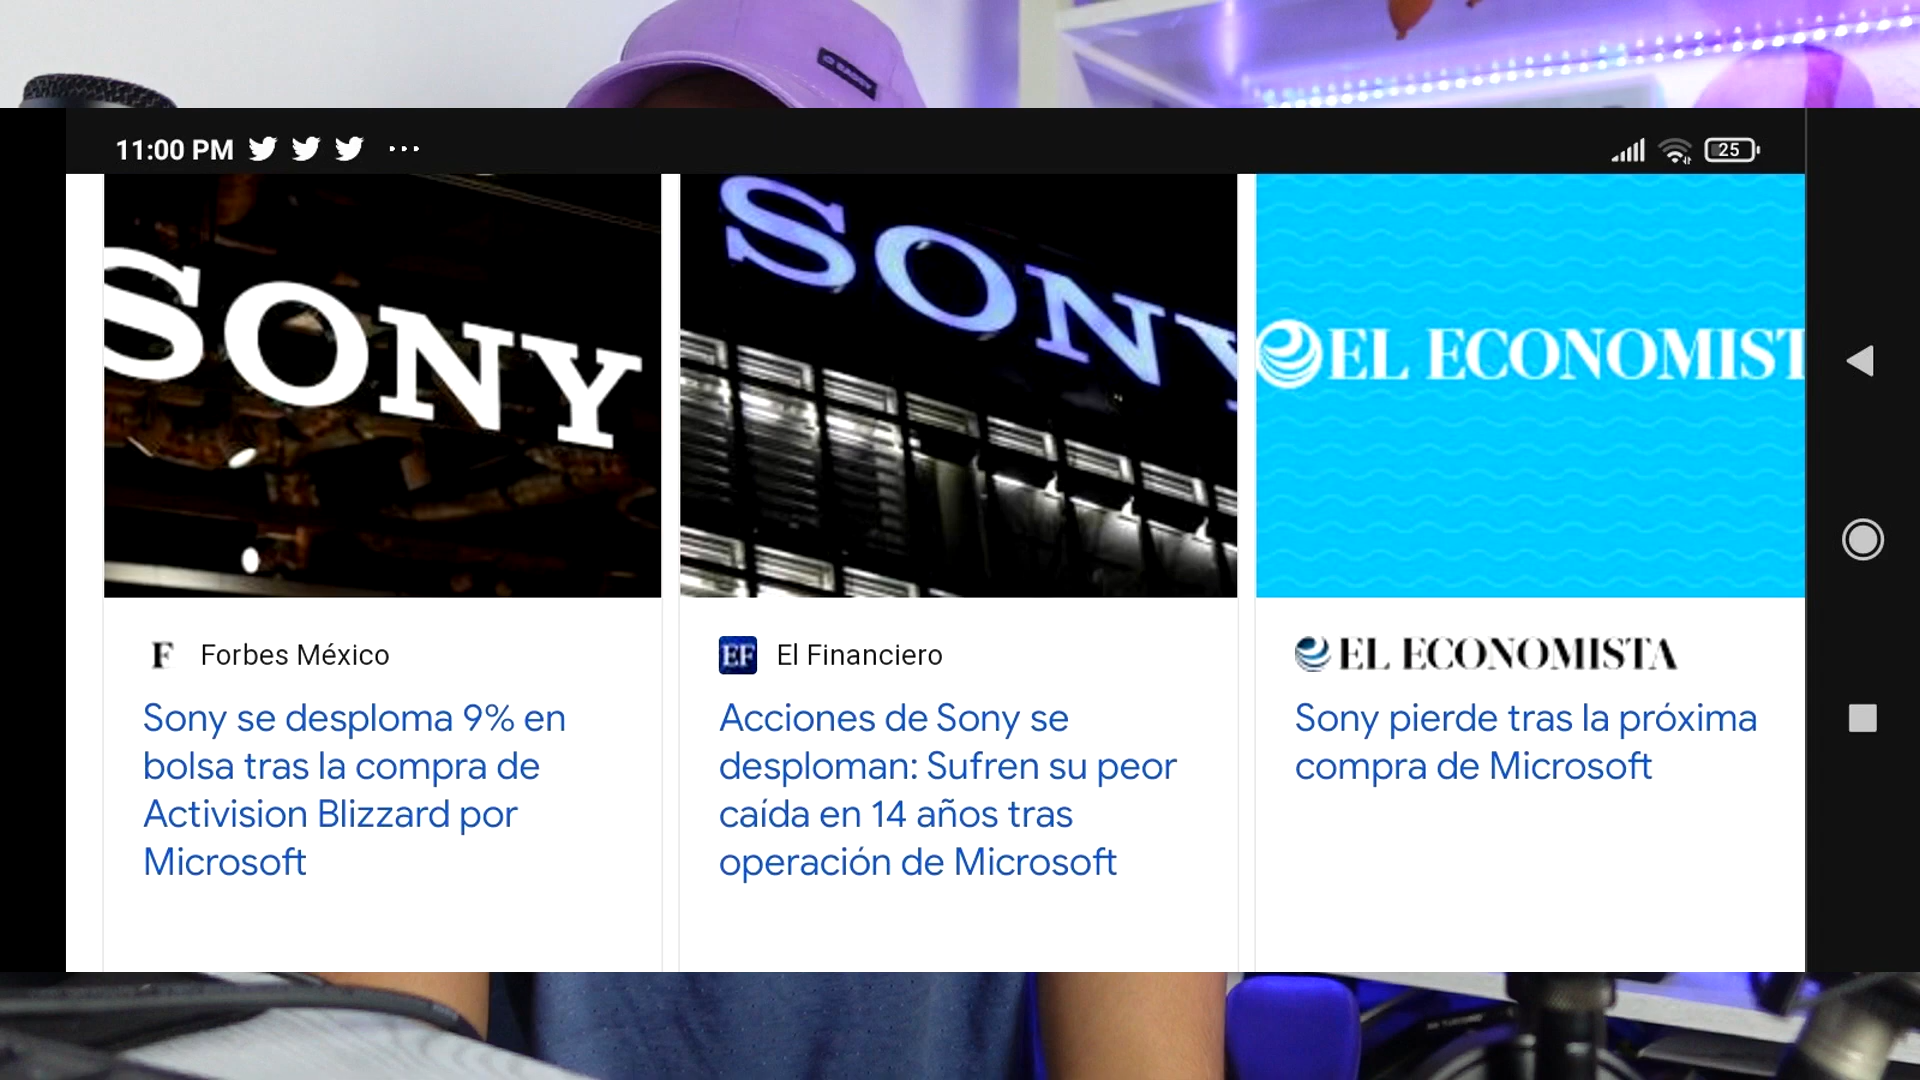 11:00 PM
25
SONY
SONY
EL ECONOMIST
Forbes México
Sony se desploma 9% en
bolsa tras la compra de
Activision Blizzard por
Microsoft
EF El Financiero
Acciones de Sony se
desploman: Sufren su peor
caída en 14 años tras
operación de Microsoft
EL ECONOMISTA
Sony pierde tras la próxima
compra de Microsoft